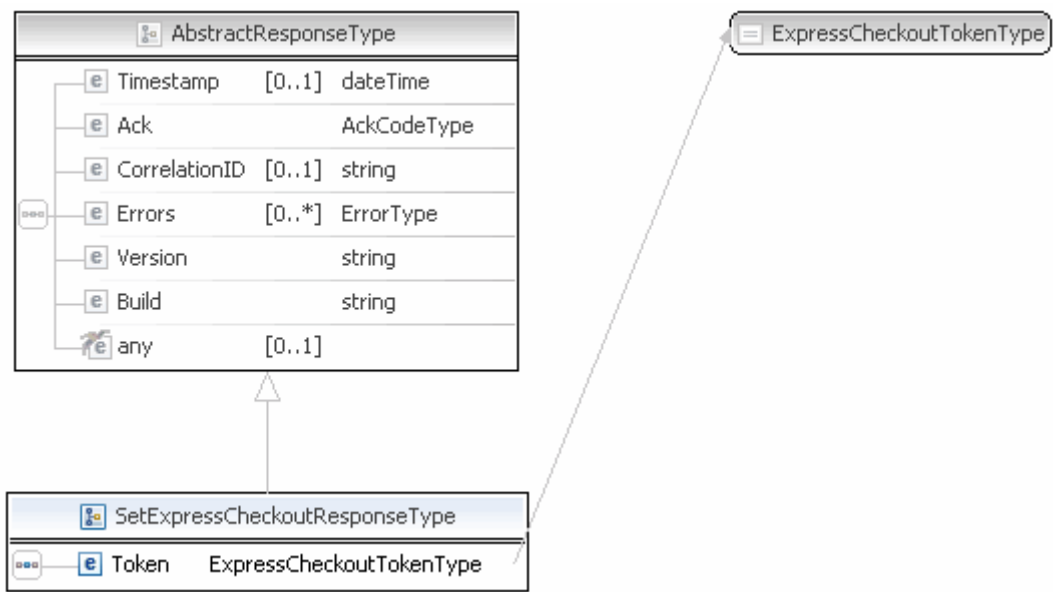 AbstractResponseType
ExpressCheckoutTokenType
e Timestamp [0..1] dateTime
e Ack AckCodeType
e CorrelationID [0..1] string
e Errors [0..*] ErrorType
e Version string
e Build string
e any [0..1]
SetExpressCheckoutResponseType
e Token ExpressCheckoutTokenType